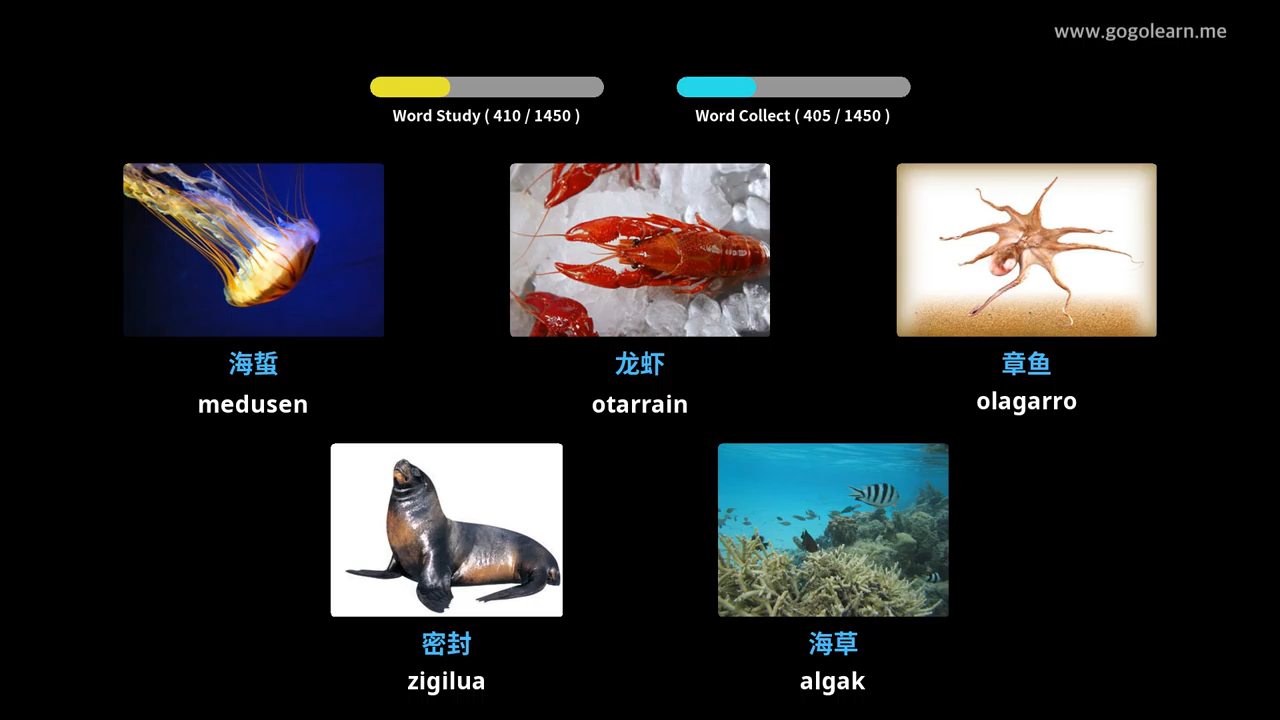 www.gogolearn.me
Word Study ( 410 / 1450 )
Word Collect ( 405 / 1450 )
海蜇
龙虾
章鱼
medusen
otarrain
olagarro
密封
海草
zigilua
algak